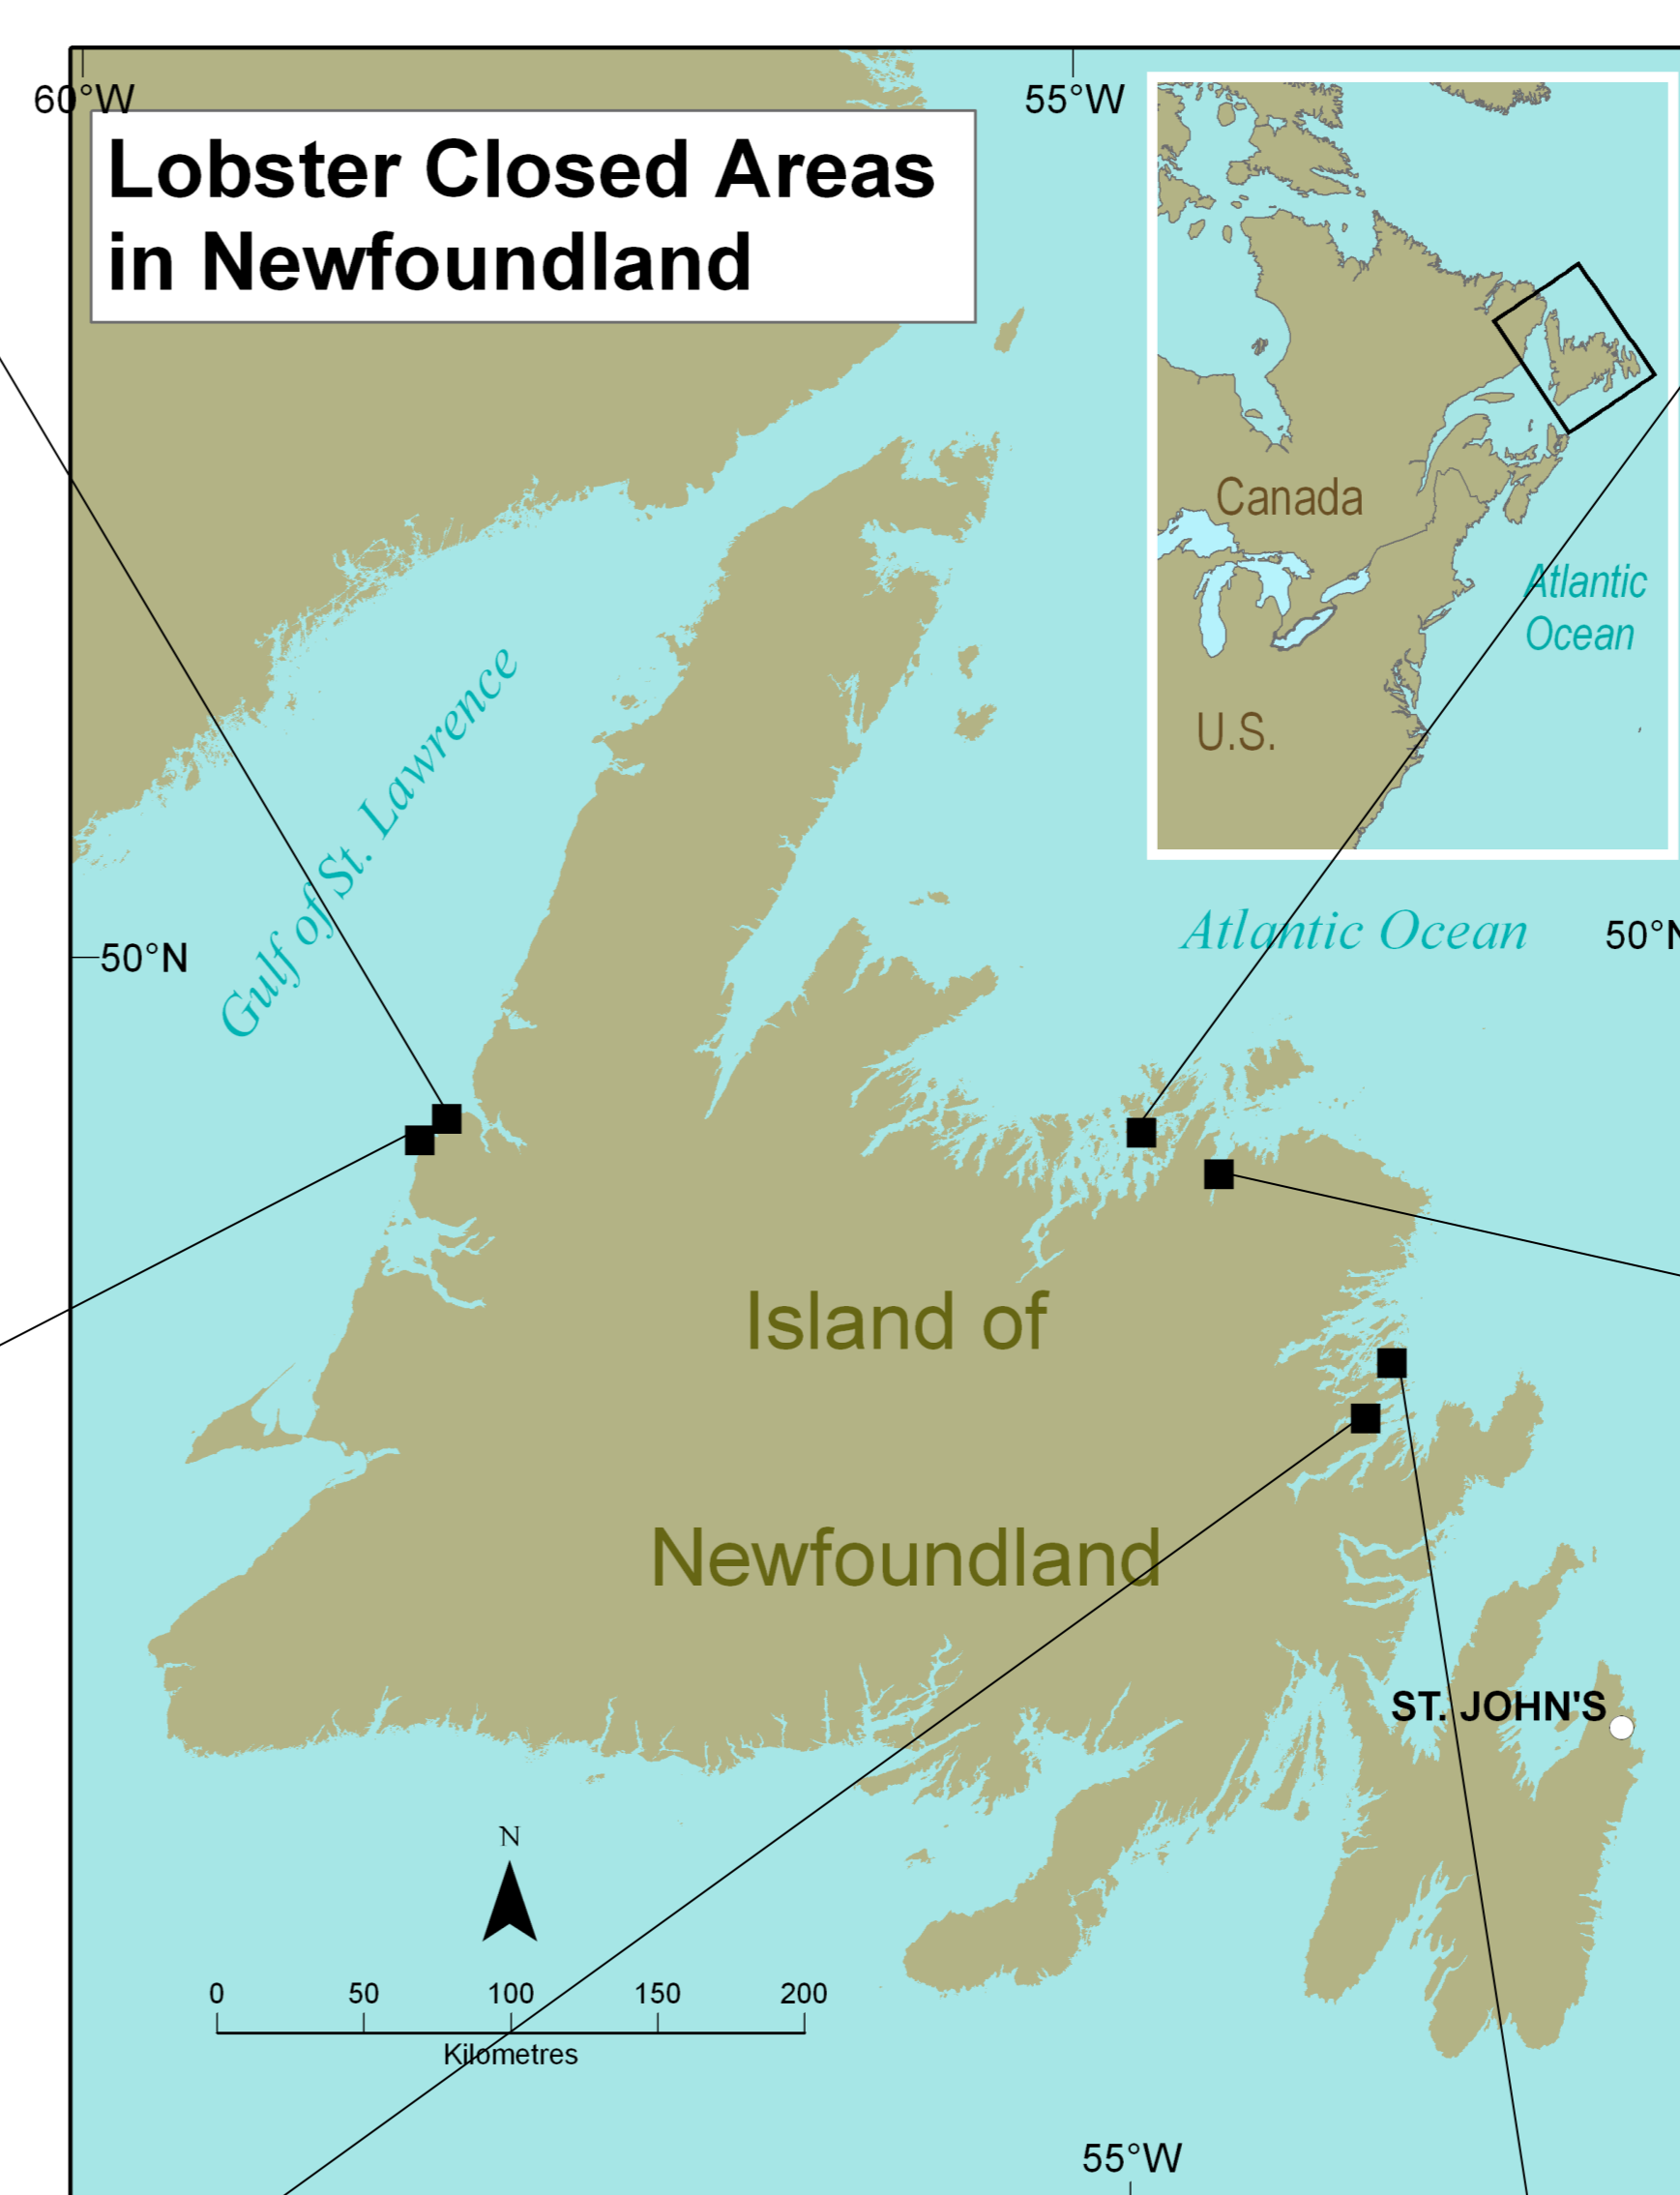 60°W
55°W
Lobster Closed Areas
in Newfoundland
Canada
Atlantic
Ocean
U.S.
Gulf of St. Lawrence
Atlantic Ocean
50°N
50°N
Island of
Newfoundland
ST. JOHN'S
N
0 50 100 150 200
Kilometres
55°W